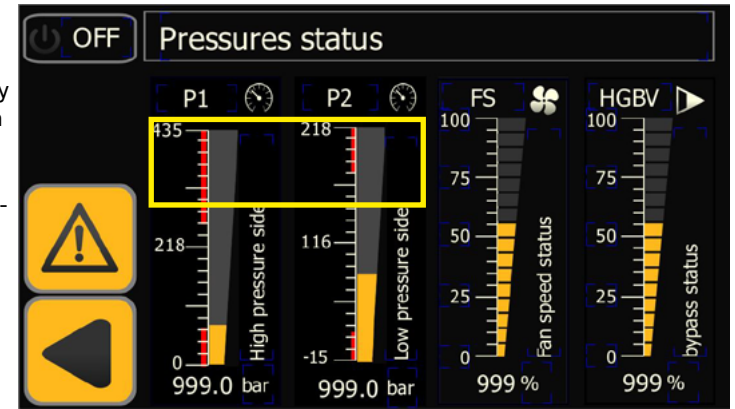 OFF
Pressures status
P1
P2
FS
HGBV
435
218
0
High pressure side
999.0 bar
218
116
-15
Low pressure side
999.0 bar
100
75
50
25
0
Fan speed status
999 %
100
75
50
25
0
bypass status
999 %
y
-